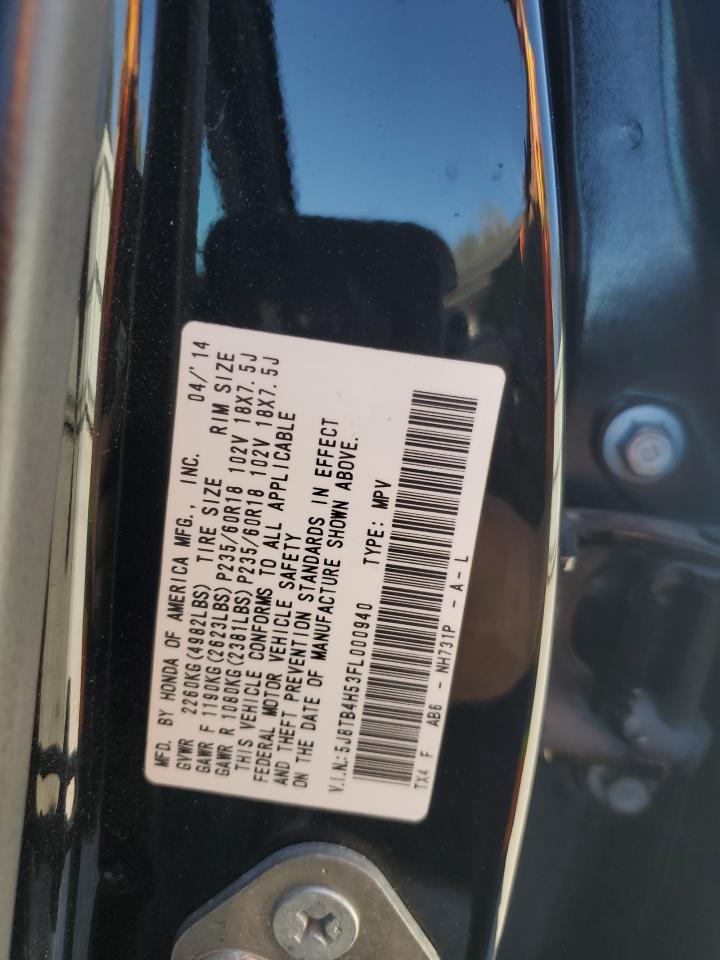 MFD. BY HONDA OF AMERICA MFG., INC. 04/'14
GVWR 2260KG(4982LBS) TIRE SIZE RIM SIZE
GAWR F 1190KG(2623LBS)P235/60R18 102V 18X7.5J
GAWR R 1080KG(2381LBS)P235/60R18 102V 18X7.5J
THIS VEHICLE CONFORMS TO ALL APPLICABLE
FEDERAL MOTOR VEHICLE SAFETY
AND THEFT PREVENTION STANDARDS IN EFFECT
ON THE DATE OF MANUFACTURE SHOWN ABOVE.
V.I.N.:5J8TB4H53FL000940 TYPE: MPV
TX4 F AB6 - NH731P - A - L